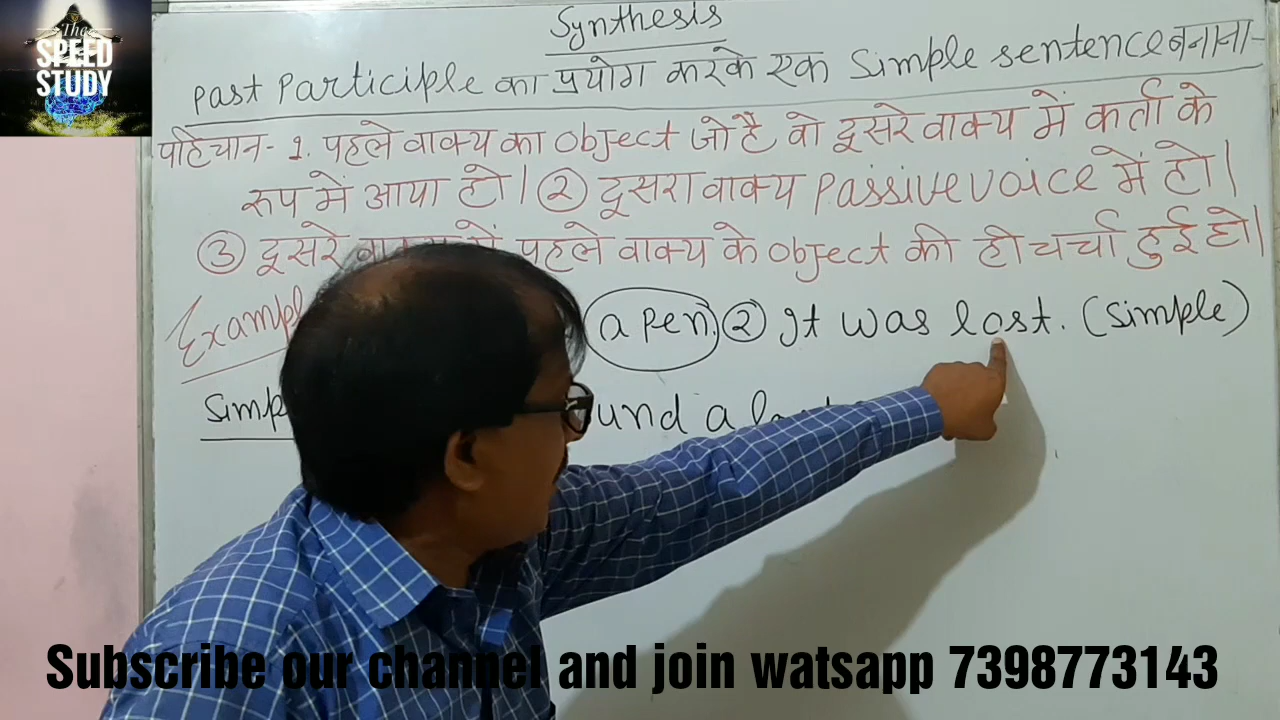 The
SPEED
STUDY
Synthesis
Past Participle का प्रयोग करके एक Simple sentence बनाना-
पहिचान- 1. पहले वाक्य का object जो है वो दूसरे वाक्य में कर्ता के
रूप में आया हो। ② दूसरा वाक्य Passive voice में हो।
③ दूसरे में पहले वाक्य के object की ही चर्चा हुई हो।
a pen. ② It was lost. (Simple)
a
Subscribe our channel and join watsapp 7398773143